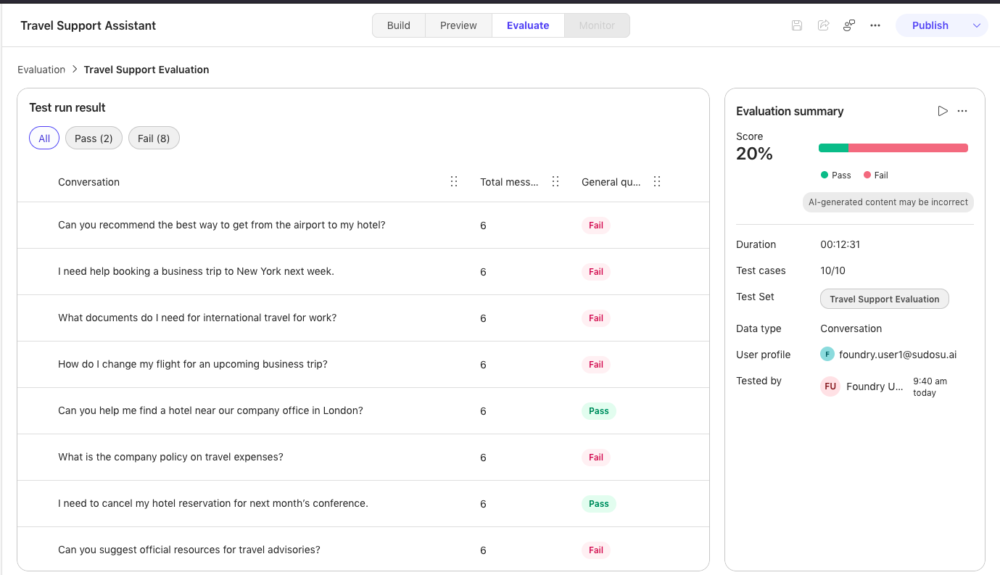 Travel Support Assistant
Build Preview Evaluate Monitor
Publish
Evaluation > Travel Support Evaluation
Test run result
All Pass (2) Fail (8)
Conversation Total mess... General qu...
Can you recommend the best way to get from the airport to my hotel? 6 Fail
I need help booking a business trip to New York next week. 6 Fail
What documents do I need for international travel for work? 6 Fail
How do I change my flight for an upcoming business trip? 6 Fail
Can you help me find a hotel near our company office in London? 6 Pass
What is the company policy on travel expenses? 6 Fail
I need to cancel my hotel reservation for next month’s conference. 6 Pass
Can you suggest official resources for travel advisories? 6 Fail
Evaluation summary
Score
20%
Pass Fail
AI-generated content may be incorrect
Duration 00:12:31
Test cases 10/10
Test Set Travel Support Evaluation
Data type Conversation
User profile F foundry.user1@sudosu.ai
Tested by FU Foundry U... 9:40 am
today